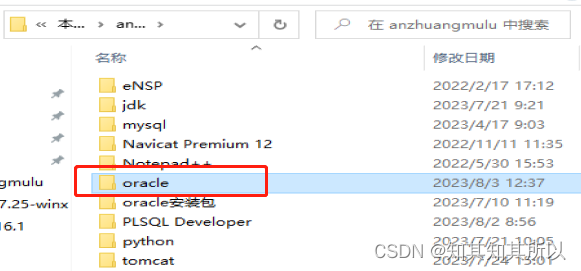 « 本... › an... ›
在 anzhuangmulu 中搜索
名称 修改日期
eNSP 2022/2/17 17:12
jdk 2023/7/21 9:21
mysql 2023/4/17 9:03
Navicat Premium 12 2022/11/11 11:35
Notepad++ 2022/5/30 15:53
gmulu
oracle 2023/8/3 12:37
7.25-winx
oracle安装包 2023/7/10 11:19
16.1
PLSQL Developer 2023/8/2 8:56
python 2023/7/21 10:05
tomcat 2023/7/24 15:01
CSDN @知其知其所以